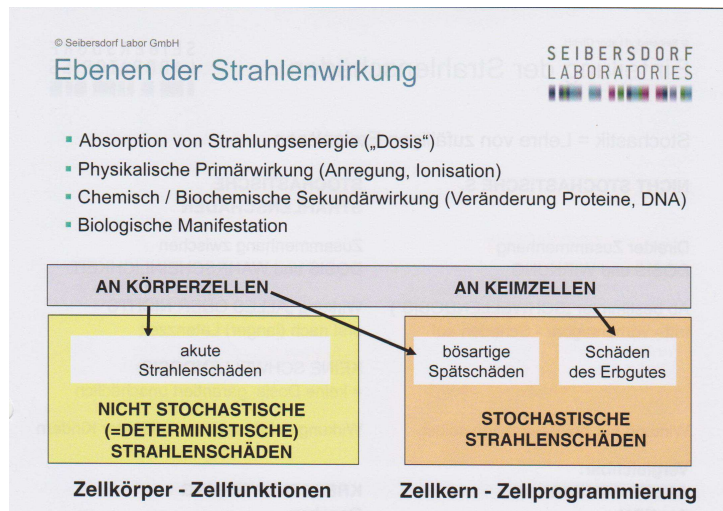 © Seibersdorf Labor GmbH
Ebenen der Strahlenwirkung
SEIBERSDORF
LABORATORIES
Absorption von Strahlungsenergie („Dosis“)
Physikalische Primärwirkung (Anregung, Ionisation)
Chemisch / Biochemische Sekundärwirkung (Veränderung Proteine, DNA)
Biologische Manifestation
AN KÖRPERZELLEN
AN KEIMZELLEN
akute
Strahlenschäden
bösartige
Spätschäden
Schäden
des Erbgutes
NICHT STOCHASTISCHE
(=DETERMINISTISCHE)
STRAHLENSCHÄDEN
STOCHASTISCHE
STRAHLENSCHÄDEN
Zellkörper - Zellfunktionen
Zellkern - Zellprogrammierung